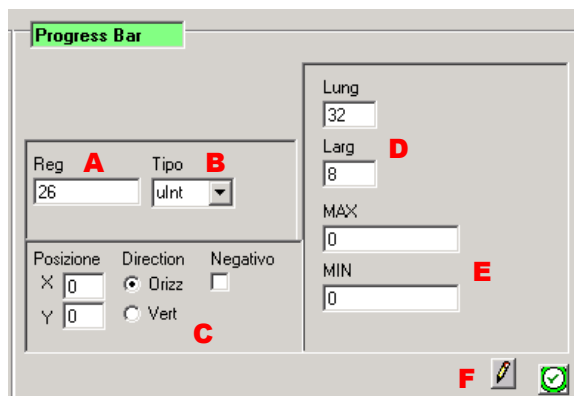 Progress Bar
Reg A Tipo B
26 uInt
Posizione Direction Negativo
X 0 Orizz
Y 0 Vert
C
Lung
32
Larg D
8
MAX
0
MIN E
0
F